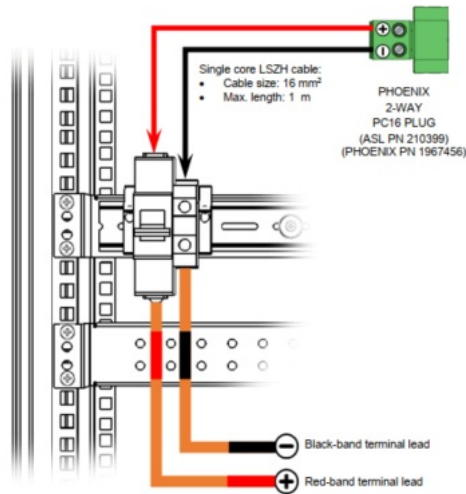 Single core LSZH cable:
• Cable size: 16 mm²
• Max. length: 1 m
PHOENIX
2-WAY
PC16 PLUG
(ASL PN 210399)
(PHOENIX PN 1967456)
Black-band terminal lead
Red-band terminal lead